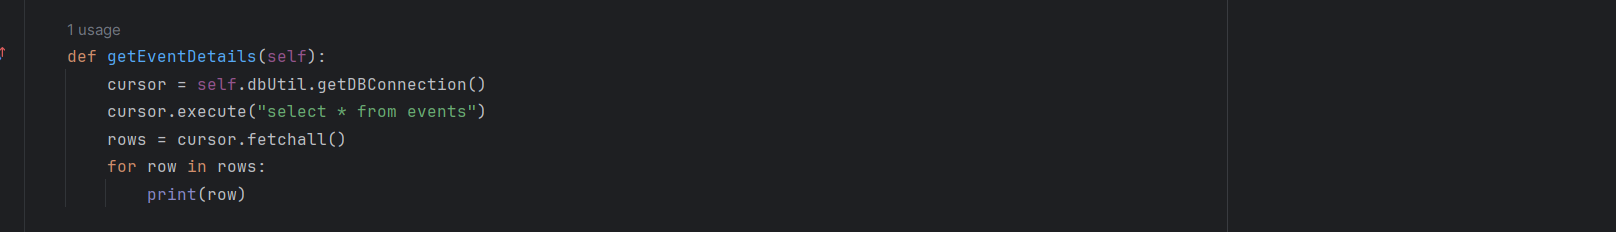 1 usage
def getEventDetails(self):
    cursor = self.dbUtil.getDBConnection()
    cursor.execute("select * from events")
    rows = cursor.fetchall()
    for row in rows:
        print(row)